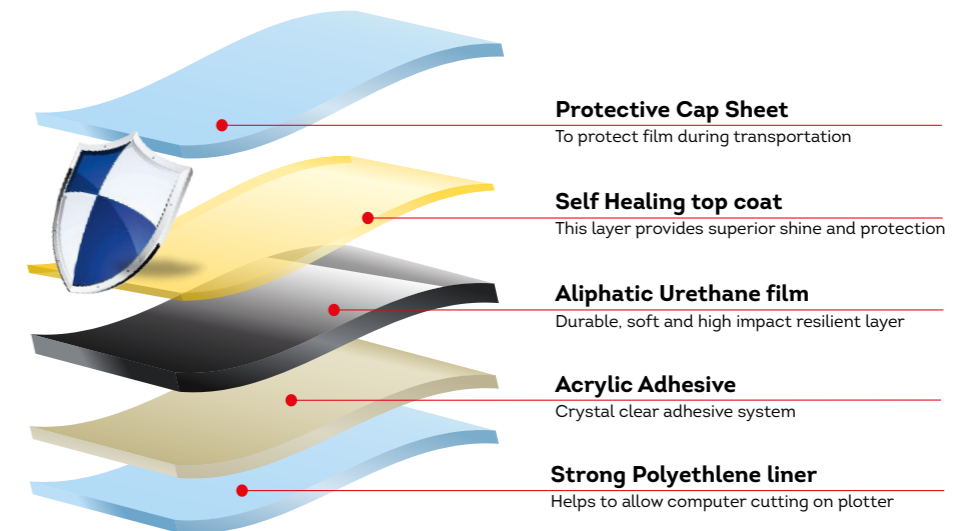 Protective Cap Sheet
To protect film during transportation
Self Healing top coat
This layer provides superior shine and protection
Aliphatic Urethane film
Durable, soft and high impact resilient layer
Acrylic Adhesive
Crystal clear adhesive system
Strong Polyethlene liner
Helps to allow computer cutting on plotter